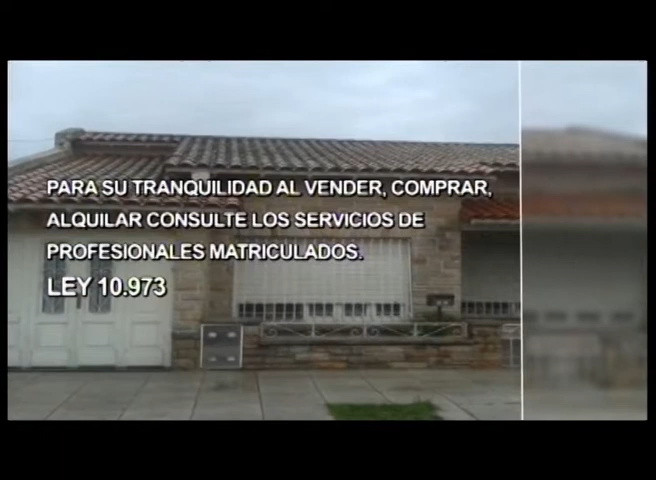 PARA SU TRANQUILIDAD AL VENDER, COMPRAR,
ALQUILAR CONSULTE LOS SERVICIOS DE
PROFESIONALES MATRICULADOS.
LEY 10.973